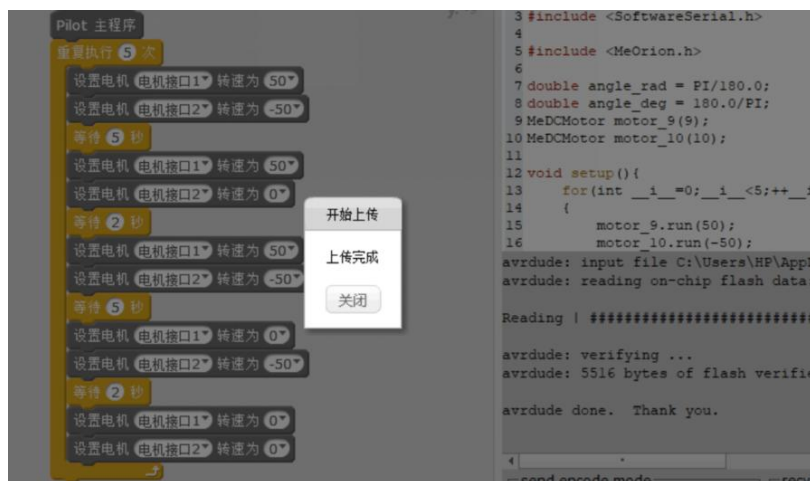 Pilot 主程序
重复执行 5 次
设置电机 电机接口1 转速为 50
设置电机 电机接口2 转速为 -50
等待 5 秒
设置电机 电机接口1 转速为 50
设置电机 电机接口2 转速为 0
等待 2 秒
设置电机 电机接口1 转速为 50
设置电机 电机接口2 转速为 -50
等待 5 秒
设置电机 电机接口1 转速为 0
设置电机 电机接口2 转速为 -50
等待 2 秒
设置电机 电机接口1 转速为 0
设置电机 电机接口2 转速为 0
开始上传
上传完成
关闭
3 #include <SoftwareSerial.h>
4
5 #include <MeOrion.h>
6
7 double angle_rad = PI/180.0;
8 double angle_deg = 180.0/PI;
9 MeDCMotor motor_9(9);
10 MeDCMotor motor_10(10);
11
12 void setup(){
13 for(int __i__=0;__i__<5;++__i
14 {
15 motor_9.run(50);
16 motor_10.run(-50);
avrdude: input file C:\Users\HP\App
avrdude: reading on-chip flash data
Reading | ##########################
avrdude: verifying ...
avrdude: 5516 bytes of flash verifie
avrdude done. Thank you.
send encode mode